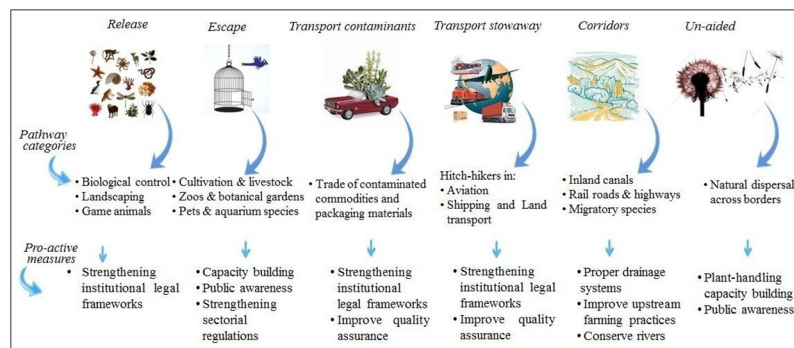 Release
Escape
Transport contaminants
Transport stowaway
Corridors
Un-aided
Pathway
categories
• Biological control
• Landscaping
• Game animals
• Cultivation & livestock
• Zoos & botanical gardens
• Pets & aquarium species
• Trade of contaminated
commodities and
packaging materials
Hitch-hikers in:
• Aviation
• Shipping and Land
transport
• Inland canals
• Rail roads & highways
• Migratory species
• Natural dispersal
across borders
Pro-active
measures
• Strengthening
institutional legal
frameworks
• Capacity building
• Public awareness
• Strengthening
sectorial
regulations
• Strengthening
institutional
legal frameworks
• Improve quality
assurance
• Strengthening
institutional legal
frameworks
• Improve quality
assurance
• Proper drainage
systems
• Improve upstream
farming practices
• Conserve rivers
• Plant-handling
capacity building
• Public awareness